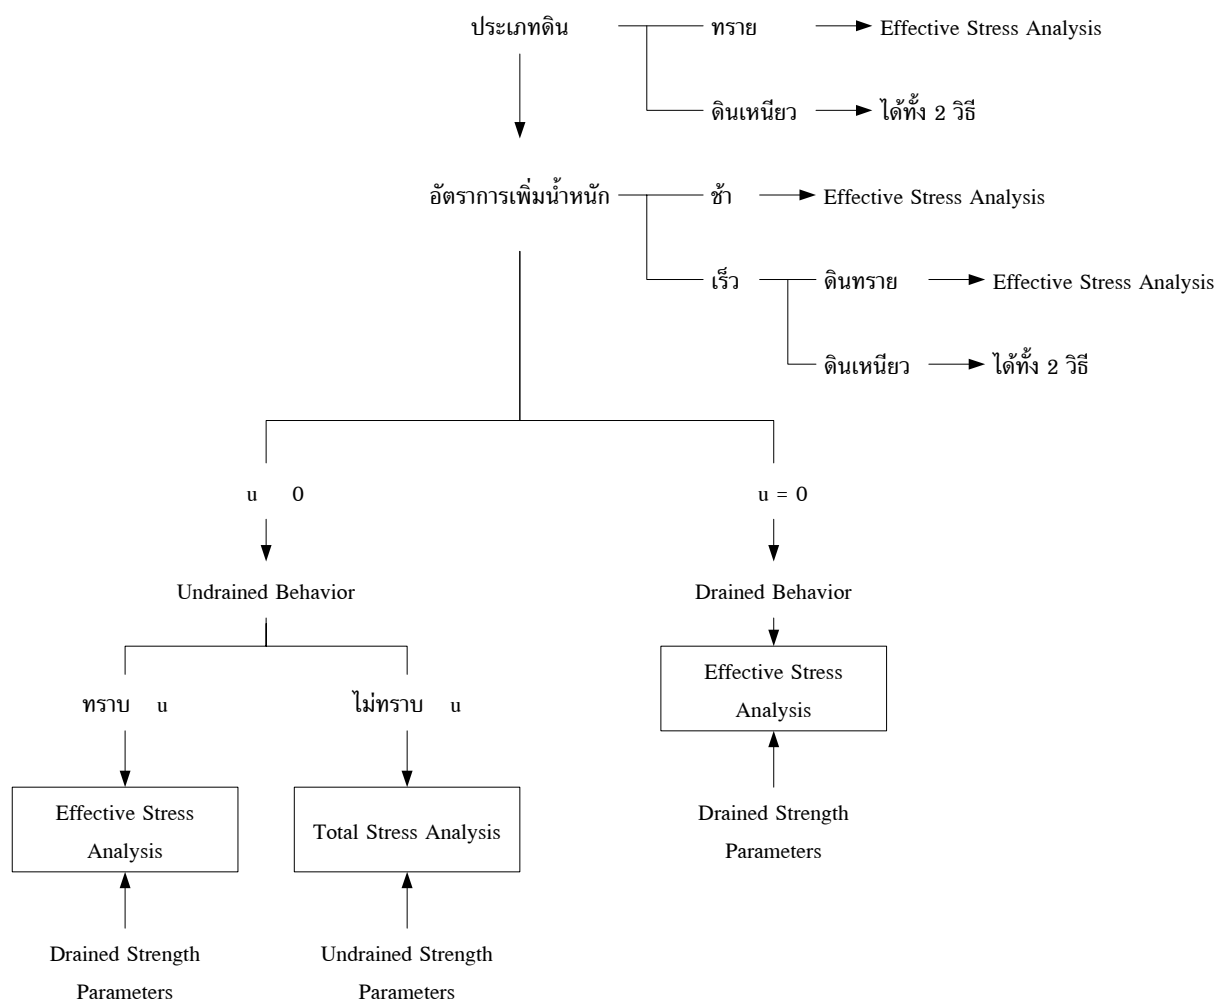 ประเภทดิน ทราย Effective Stress Analysis
ดินเหนียว ได้ทั้ง 2 วิธี
อัตราการเพิ่มน้ำหนัก ช้า Effective Stress Analysis
เร็ว ดินทราย Effective Stress Analysis
ดินเหนียว ได้ทั้ง 2 วิธี
u 0
u = 0
Undrained Behavior
Drained Behavior
Effective Stress
Analysis
ทราบ u
ไม่ทราบ u
Effective Stress
Analysis
Total Stress Analysis
Drained Strength
Parameters
Drained Strength
Parameters
Undrained Strength
Parameters